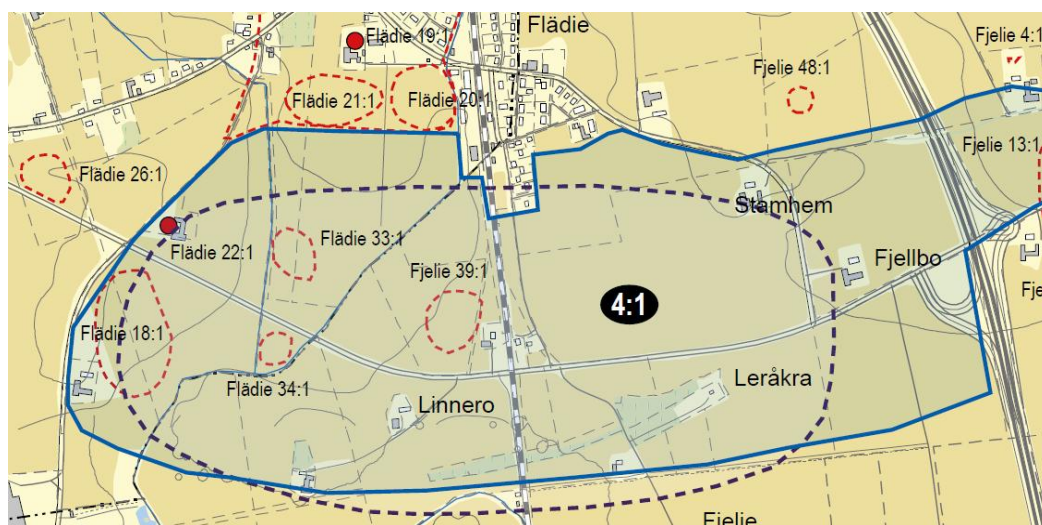 Flädie
Flädie 19:1
Fjelie 4:1
Fjelie 48:1
Flädie 21:1
Flädie 20:1
Fjelie 13:1
Flädie 26:1
Stamhem
Flädie 33:1
Flädie 22:1
Fjelie 39:1
Fjellbo
Fje
4:1
Flädie 18:1
Leråkra
Flädie 34:1
Linnero
Fjelie